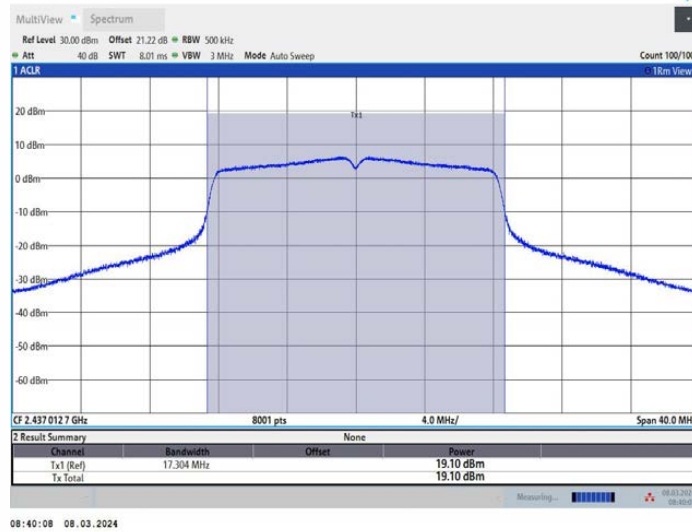 MultiView Spectrum
Ref Level 30.00 dBm Offset 21.22 dB RBW 500 kHz
Att 40 dB SWT 8.01 ms VBW 3 MHz Mode Auto Sweep Count 100/100
1 ACLR 1Rm View
20 dBm
Tx1
10 dBm
0 dBm
-10 dBm
-20 dBm
-30 dBm
-40 dBm
-50 dBm
-60 dBm
CF 2.437 012 7 GHz 8001 pts 4.0 MHz/ Span 40.0 MH
2 Result Summary None
Channel Bandwidth Offset Power
Tx1 (Ref) 17.304 MHz 19.10 dBm
Tx Total 19.10 dBm
Measuring...
08:40:08 08.03.2024